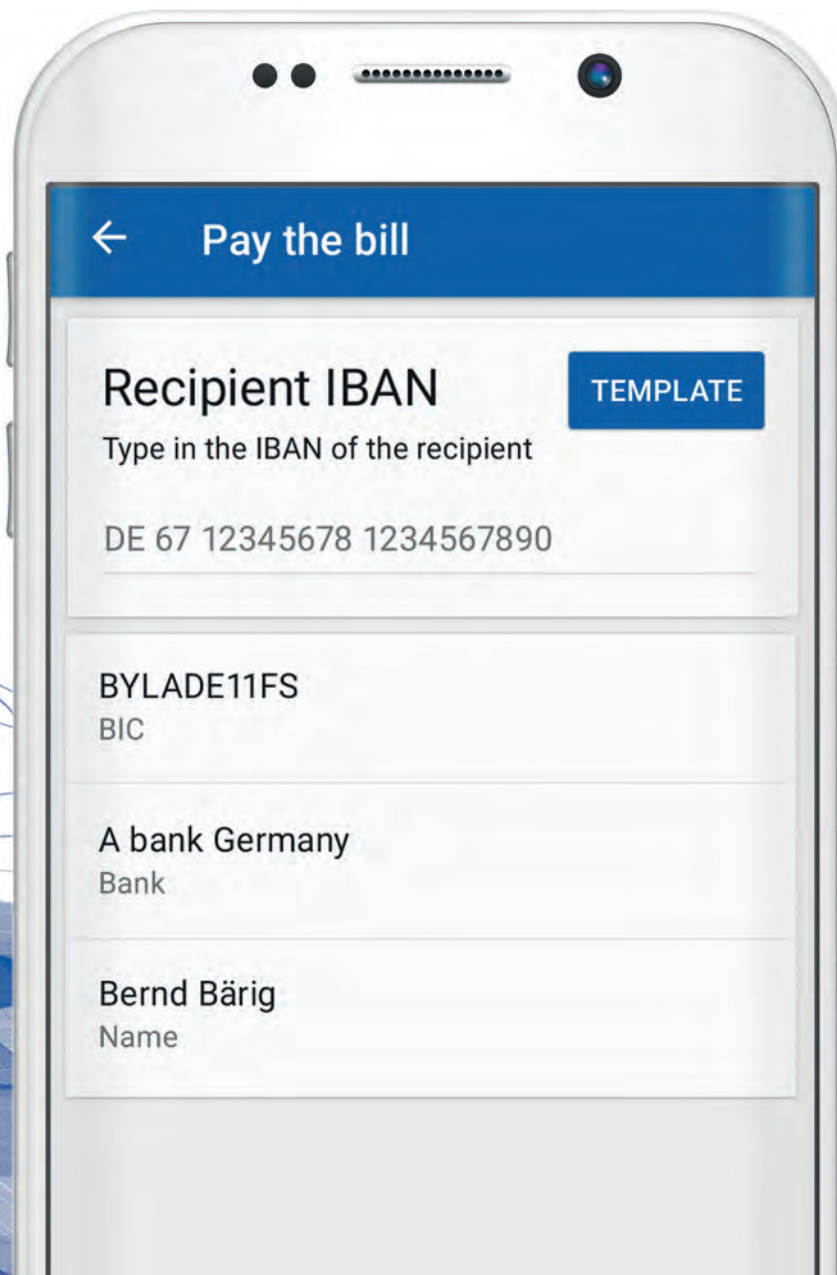 Pay the bill
Recipient IBAN
TEMPLATE
Type in the IBAN of the recipient
DE 67 12345678 1234567890
BYLADE11FS
BIC
A bank Germany
Bank
Bernd Bärig
Name